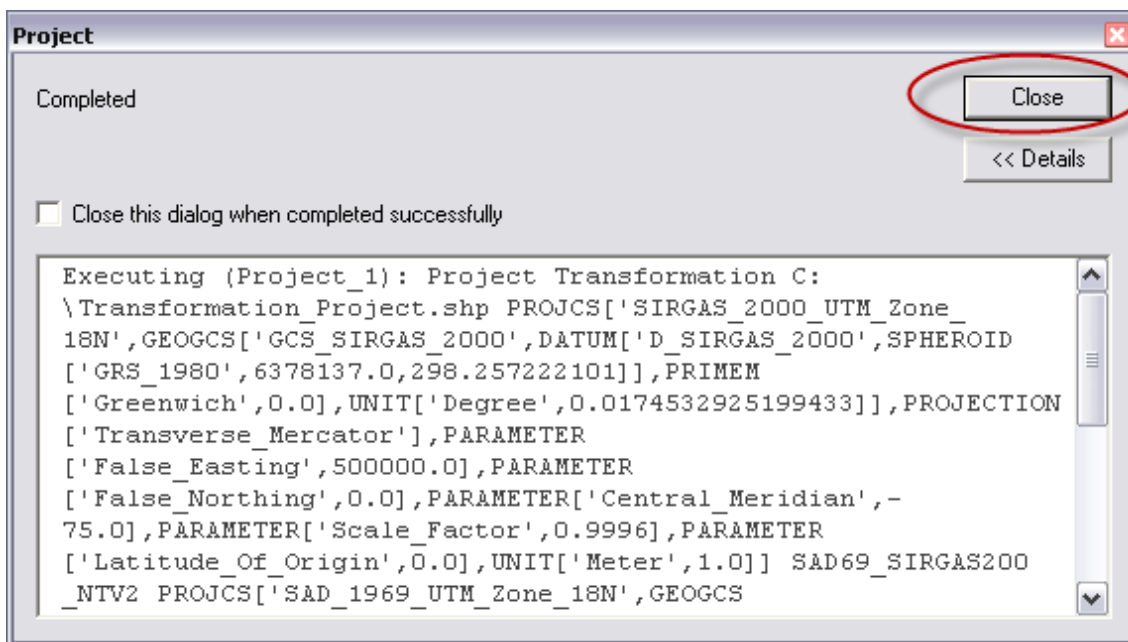 Project
Completed
Close
<< Details
Close this dialog when completed successfully
Executing (Project_1): Project Transformation C:
\Transformation_Project.shp PROJCS['SIRGAS_2000_UTM_Zone_
18N',GEOGCS['GCS_SIRGAS_2000',DATUM['D_SIRGAS_2000',SPHEROID
['GRS_1980',6378137.0,298.257222101]],PRIMEM
['Greenwich',0.0],UNIT['Degree',0.0174532925199433]],PROJECTION
['Transverse_Mercator'],PARAMETER
['False_Easting',500000.0],PARAMETER
['False_Northing',0.0],PARAMETER['Central_Meridian',-
75.0],PARAMETER['Scale_Factor',0.9996],PARAMETER
['Latitude_Of_Origin',0.0],UNIT['Meter',1.0]] SAD69_SIRGAS200
_NTV2 PROJCS['SAD_1969_UTM_Zone_18N',GEOGCS